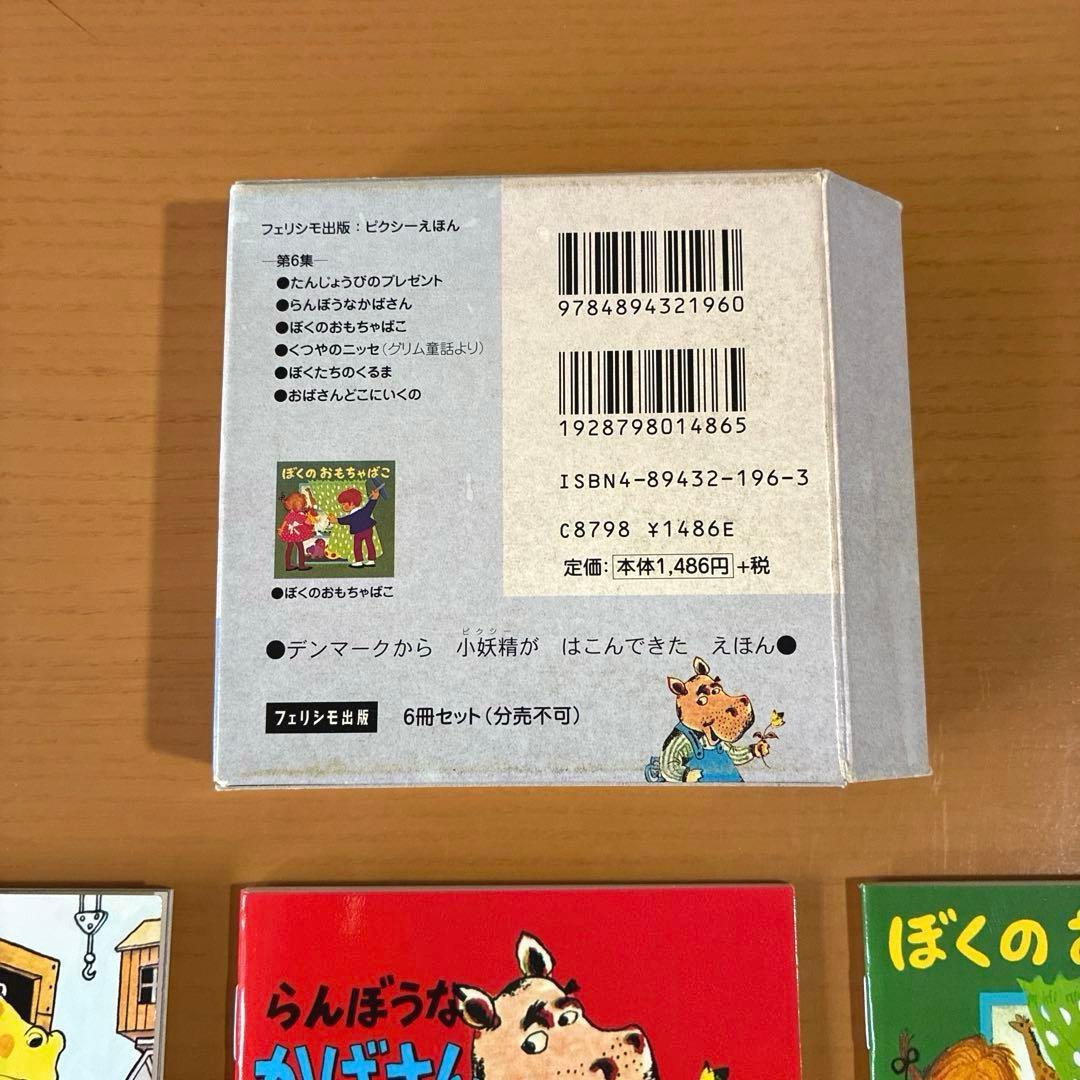 フェリシモ出版：ピクシーえほん
―第6集―
●たんじょうびのプレゼント
●らんぼうなかばさん
●ぼくのおもちゃばこ
●くつやのニッセ（グリム童話より）
●ぼくたちのくるま
●おばさんどこにいくの
ぼくのおもちゃばこ
●ぼくのおもちゃばこ
9784894321960
1928798014865
ISBN4-89432-196-3
C8798 ¥1486E
定価：本体1,486円+税
ピクシー
●デンマークから 小妖精が はこんできた えほん●
フェリシモ出版 6冊セット（分売不可）
らんぼうな
かばさん
ぼくの お